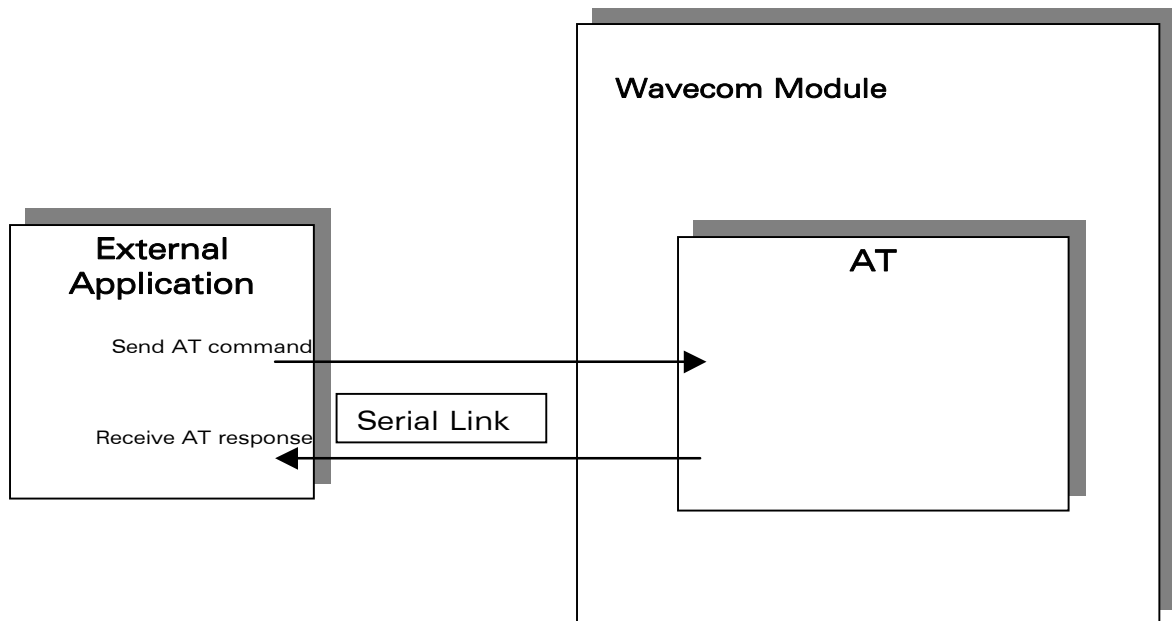 Wavecom Module
External
Application
AT
Send AT command
Serial Link
Receive AT response